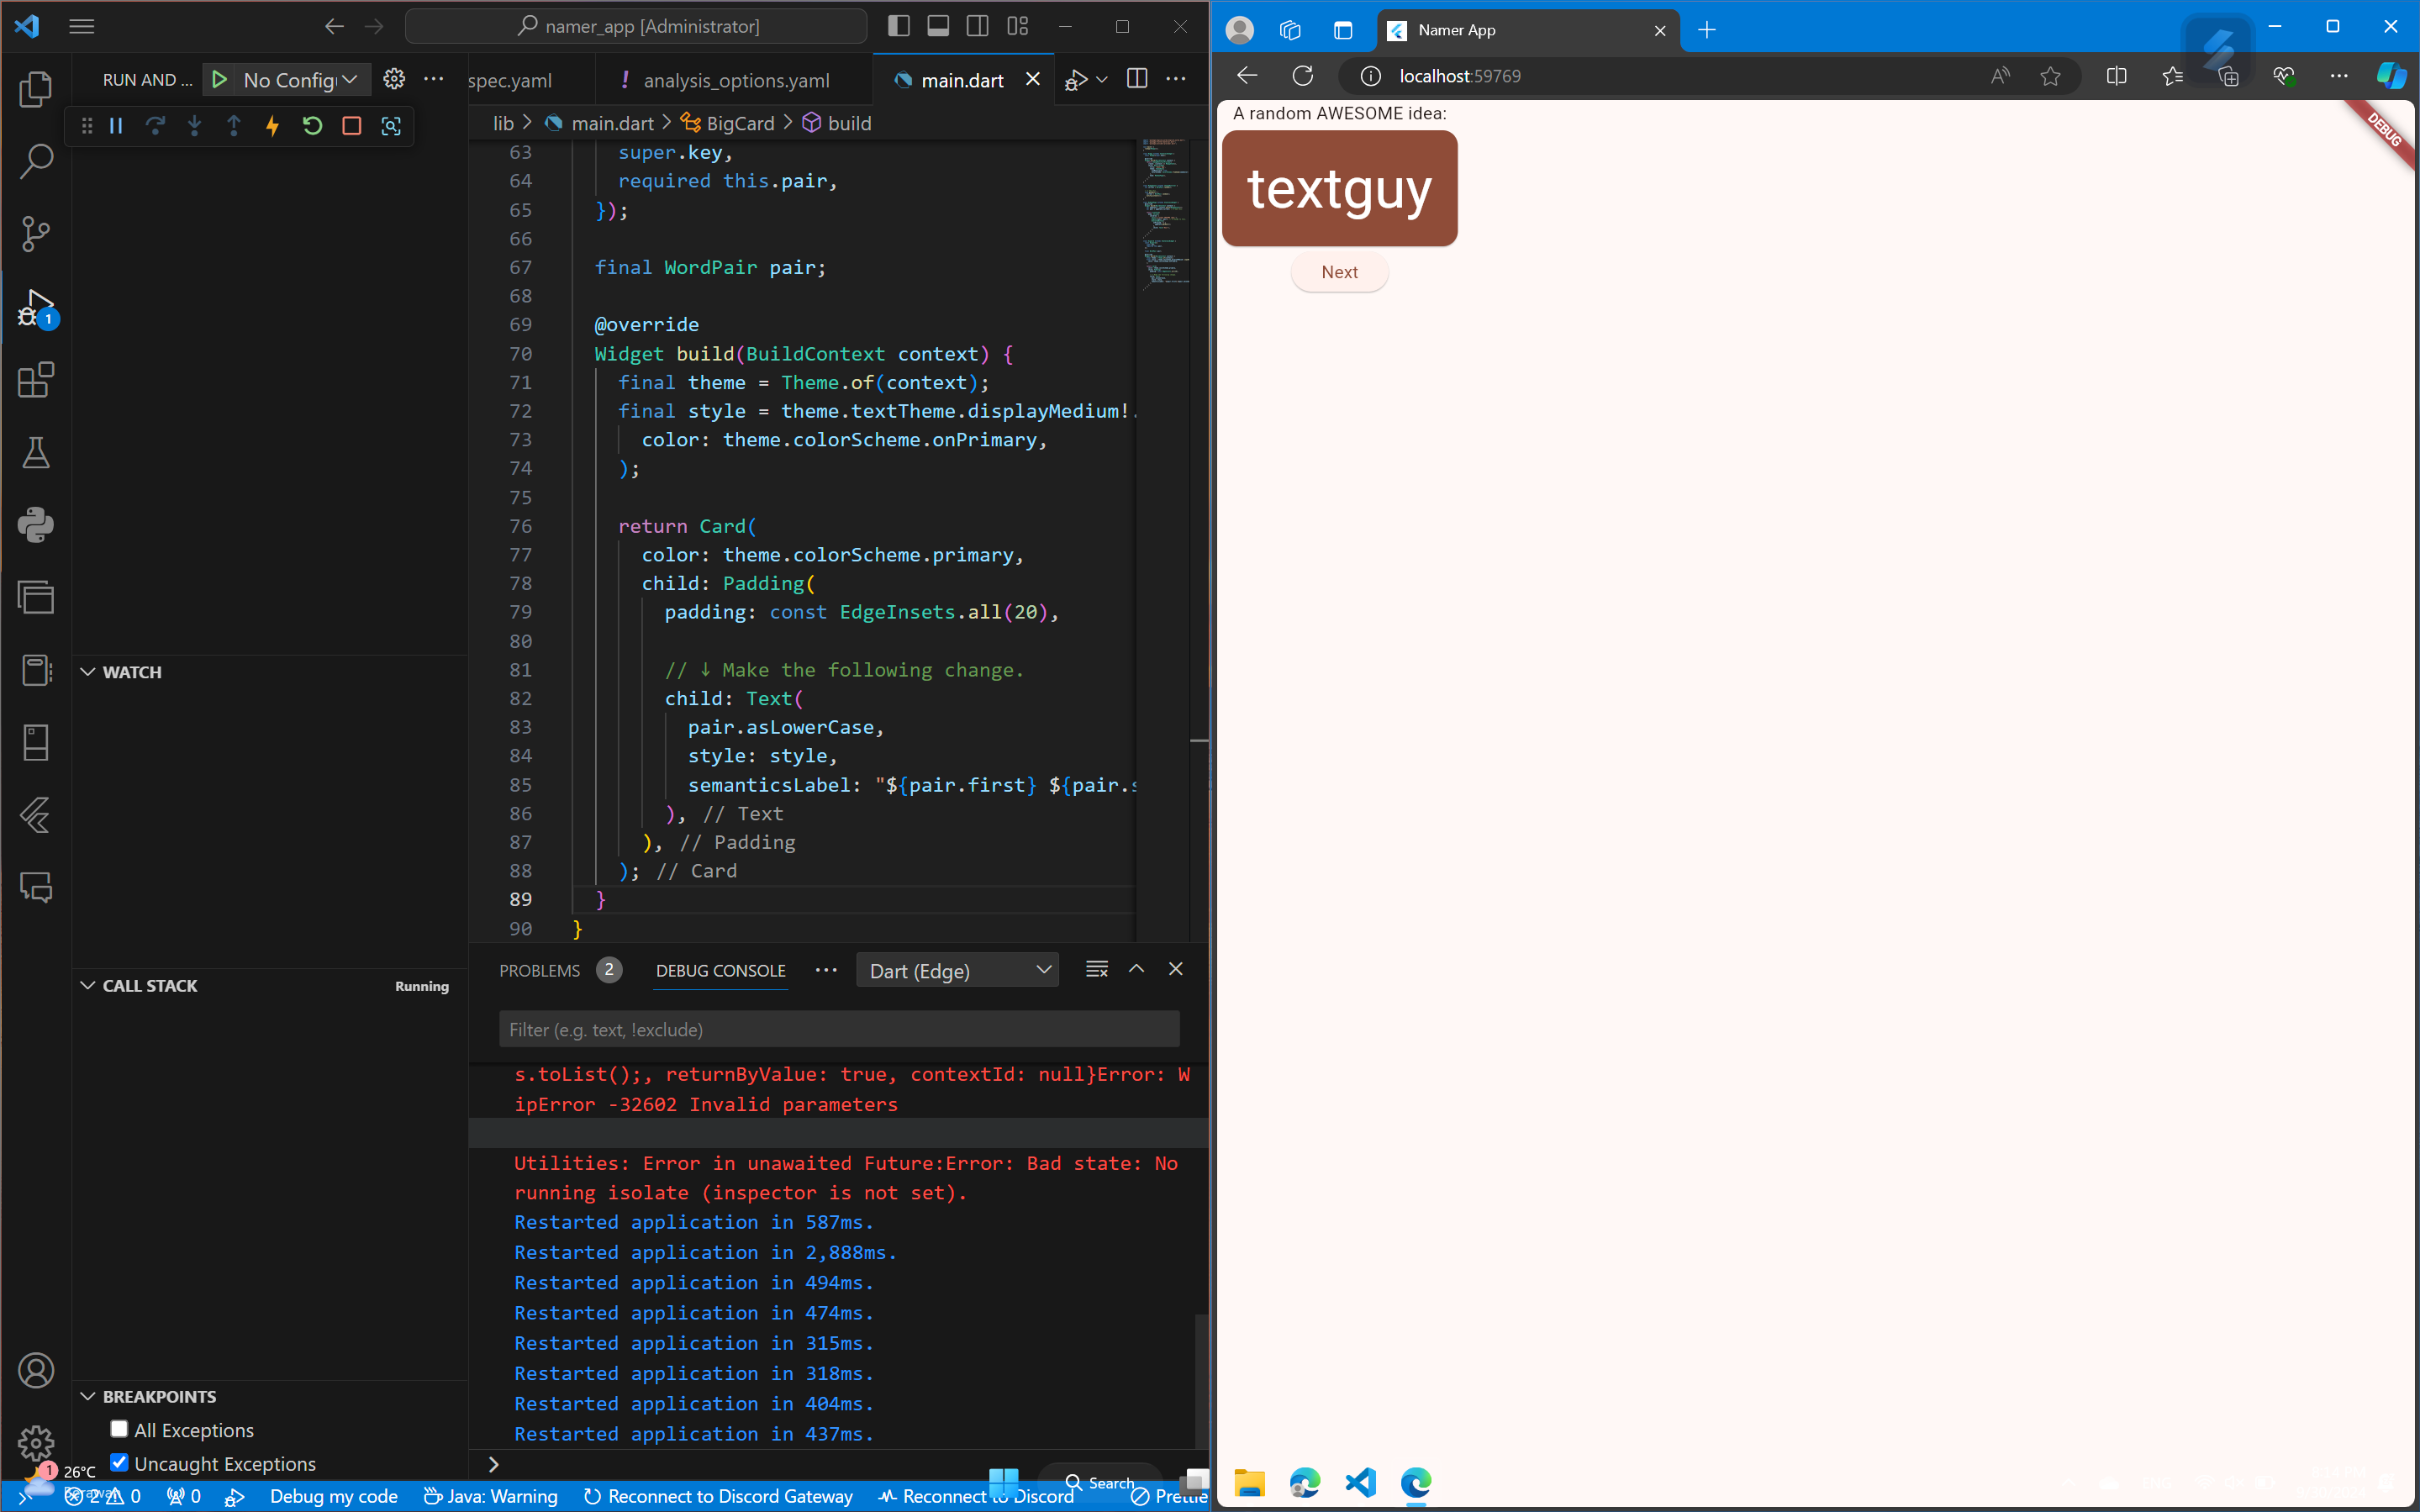 namer_app [Administrator]
RUN AND ...
No Config
spec.yaml
! analysis_options.yaml
main.dart
lib > main.dart > BigCard > build
63 super.key,
64 required this.pair,
65 });
66
67 final WordPair pair;
68
69 @override
70 Widget build(BuildContext context) {
71 final theme = Theme.of(context);
72 final style = theme.textTheme.displayMedium!.
73 color: theme.colorScheme.onPrimary,
74 );
75
76 return Card(
77 color: theme.colorScheme.primary,
78 child: Padding(
79 padding: const EdgeInsets.all(20),
80
81 // ↓ Make the following change.
82 child: Text(
83 pair.asLowerCase,
84 style: style,
85 semanticsLabel: "${pair.first} ${pair.s
86 ), // Text
87 ), // Padding
88 ); // Card
89 }
90 }
WATCH
CALL STACK
Running
BREAKPOINTS
All Exceptions
Uncaught Exceptions
1
PROBLEMS 2
DEBUG CONSOLE
...
Dart (Edge)
Filter (e.g. text, !exclude)
s.toList();, returnByValue: true, contextId: null}Error: W
ipError -32602 Invalid parameters
Utilities: Error in unawaited Future:Error: Bad state: No
running isolate (inspector is not set).
Restarted application in 587ms.
Restarted application in 2,888ms.
Restarted application in 494ms.
Restarted application in 474ms.
Restarted application in 315ms.
Restarted application in 318ms.
Restarted application in 404ms.
Restarted application in 437ms.
>
1
26°C
2 0
0
Debug my code
Java: Warning
Reconnect to Discord Gateway
Reconnect to Discord
Search
Prettie
Namer App
localhost:59769
A random AWESOME idea:
textguy
Next
DEBUG